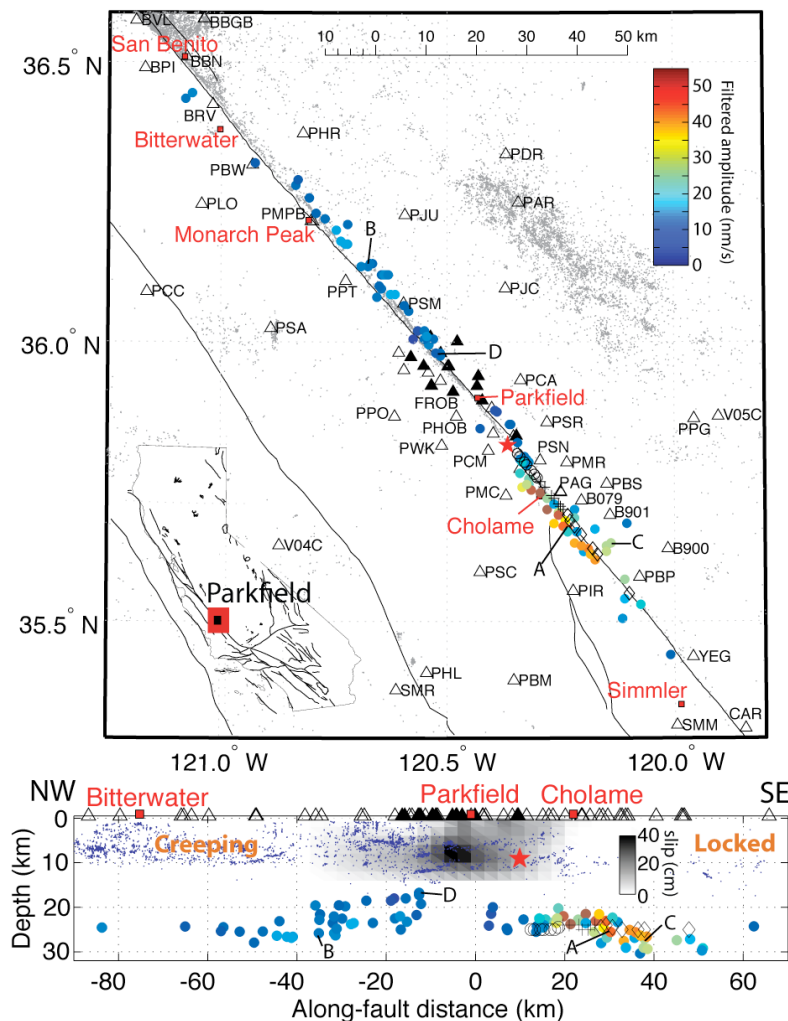 BVL
BBGB
San Benito
BBN
BPI
BRV
Bitterwater
PHR
PBW
PDR
PLO
PAR
PMPB
PJU
Monarch Peak
B
PCC
PPT
PJC
PSM
PSA
D
PCA
FROB
Parkfield
PPO
PHOB
PSR
PPG
V05C
PWK
PCM
PSN
PMR
PMC
PAG
PBS
B079
B901
Cholame
C
V04C
A
B900
PSC
PIR
PBP
Parkfield
PHL
PBM
YEG
SMR
Simmler
SMM
CAR
10 0 10 20 30 40 50 km
50
40
30
20
10
0
Filtered amplitude (nm/s)
36.5° N
36.0° N
35.5° N
121.0° W 120.5° W 120.0° W
NW
SE
Bitterwater
Parkfield
Cholame
Creeping
Locked
40
20
0
slip (cm)
D
B
A
C
0
10
20
30
Depth (km)
-80 -60 -40 -20 0 20 40 60
Along-fault distance (km)